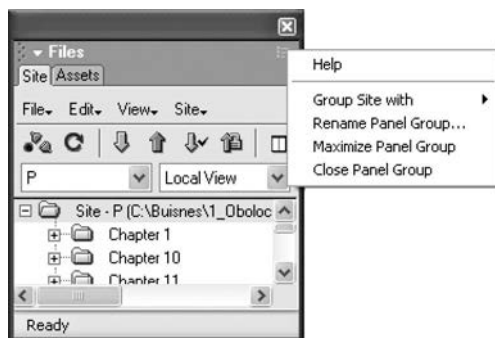 Files
Site Assets
File Edit View Site
P Local View
Site - P (C:\Buisnes\1_Oboloc
Chapter 1
Chapter 10
Chapter 11
Ready
Help
Group Site with
Rename Panel Group...
Maximize Panel Group
Close Panel Group